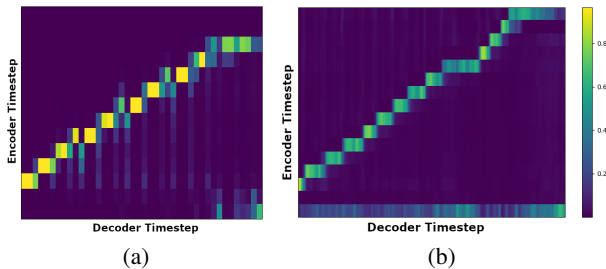 Encoder Timestep
Decoder Timestep
(a)
Encoder Timestep
Decoder Timestep
(b)
0.8
0.6
0.4
0.2